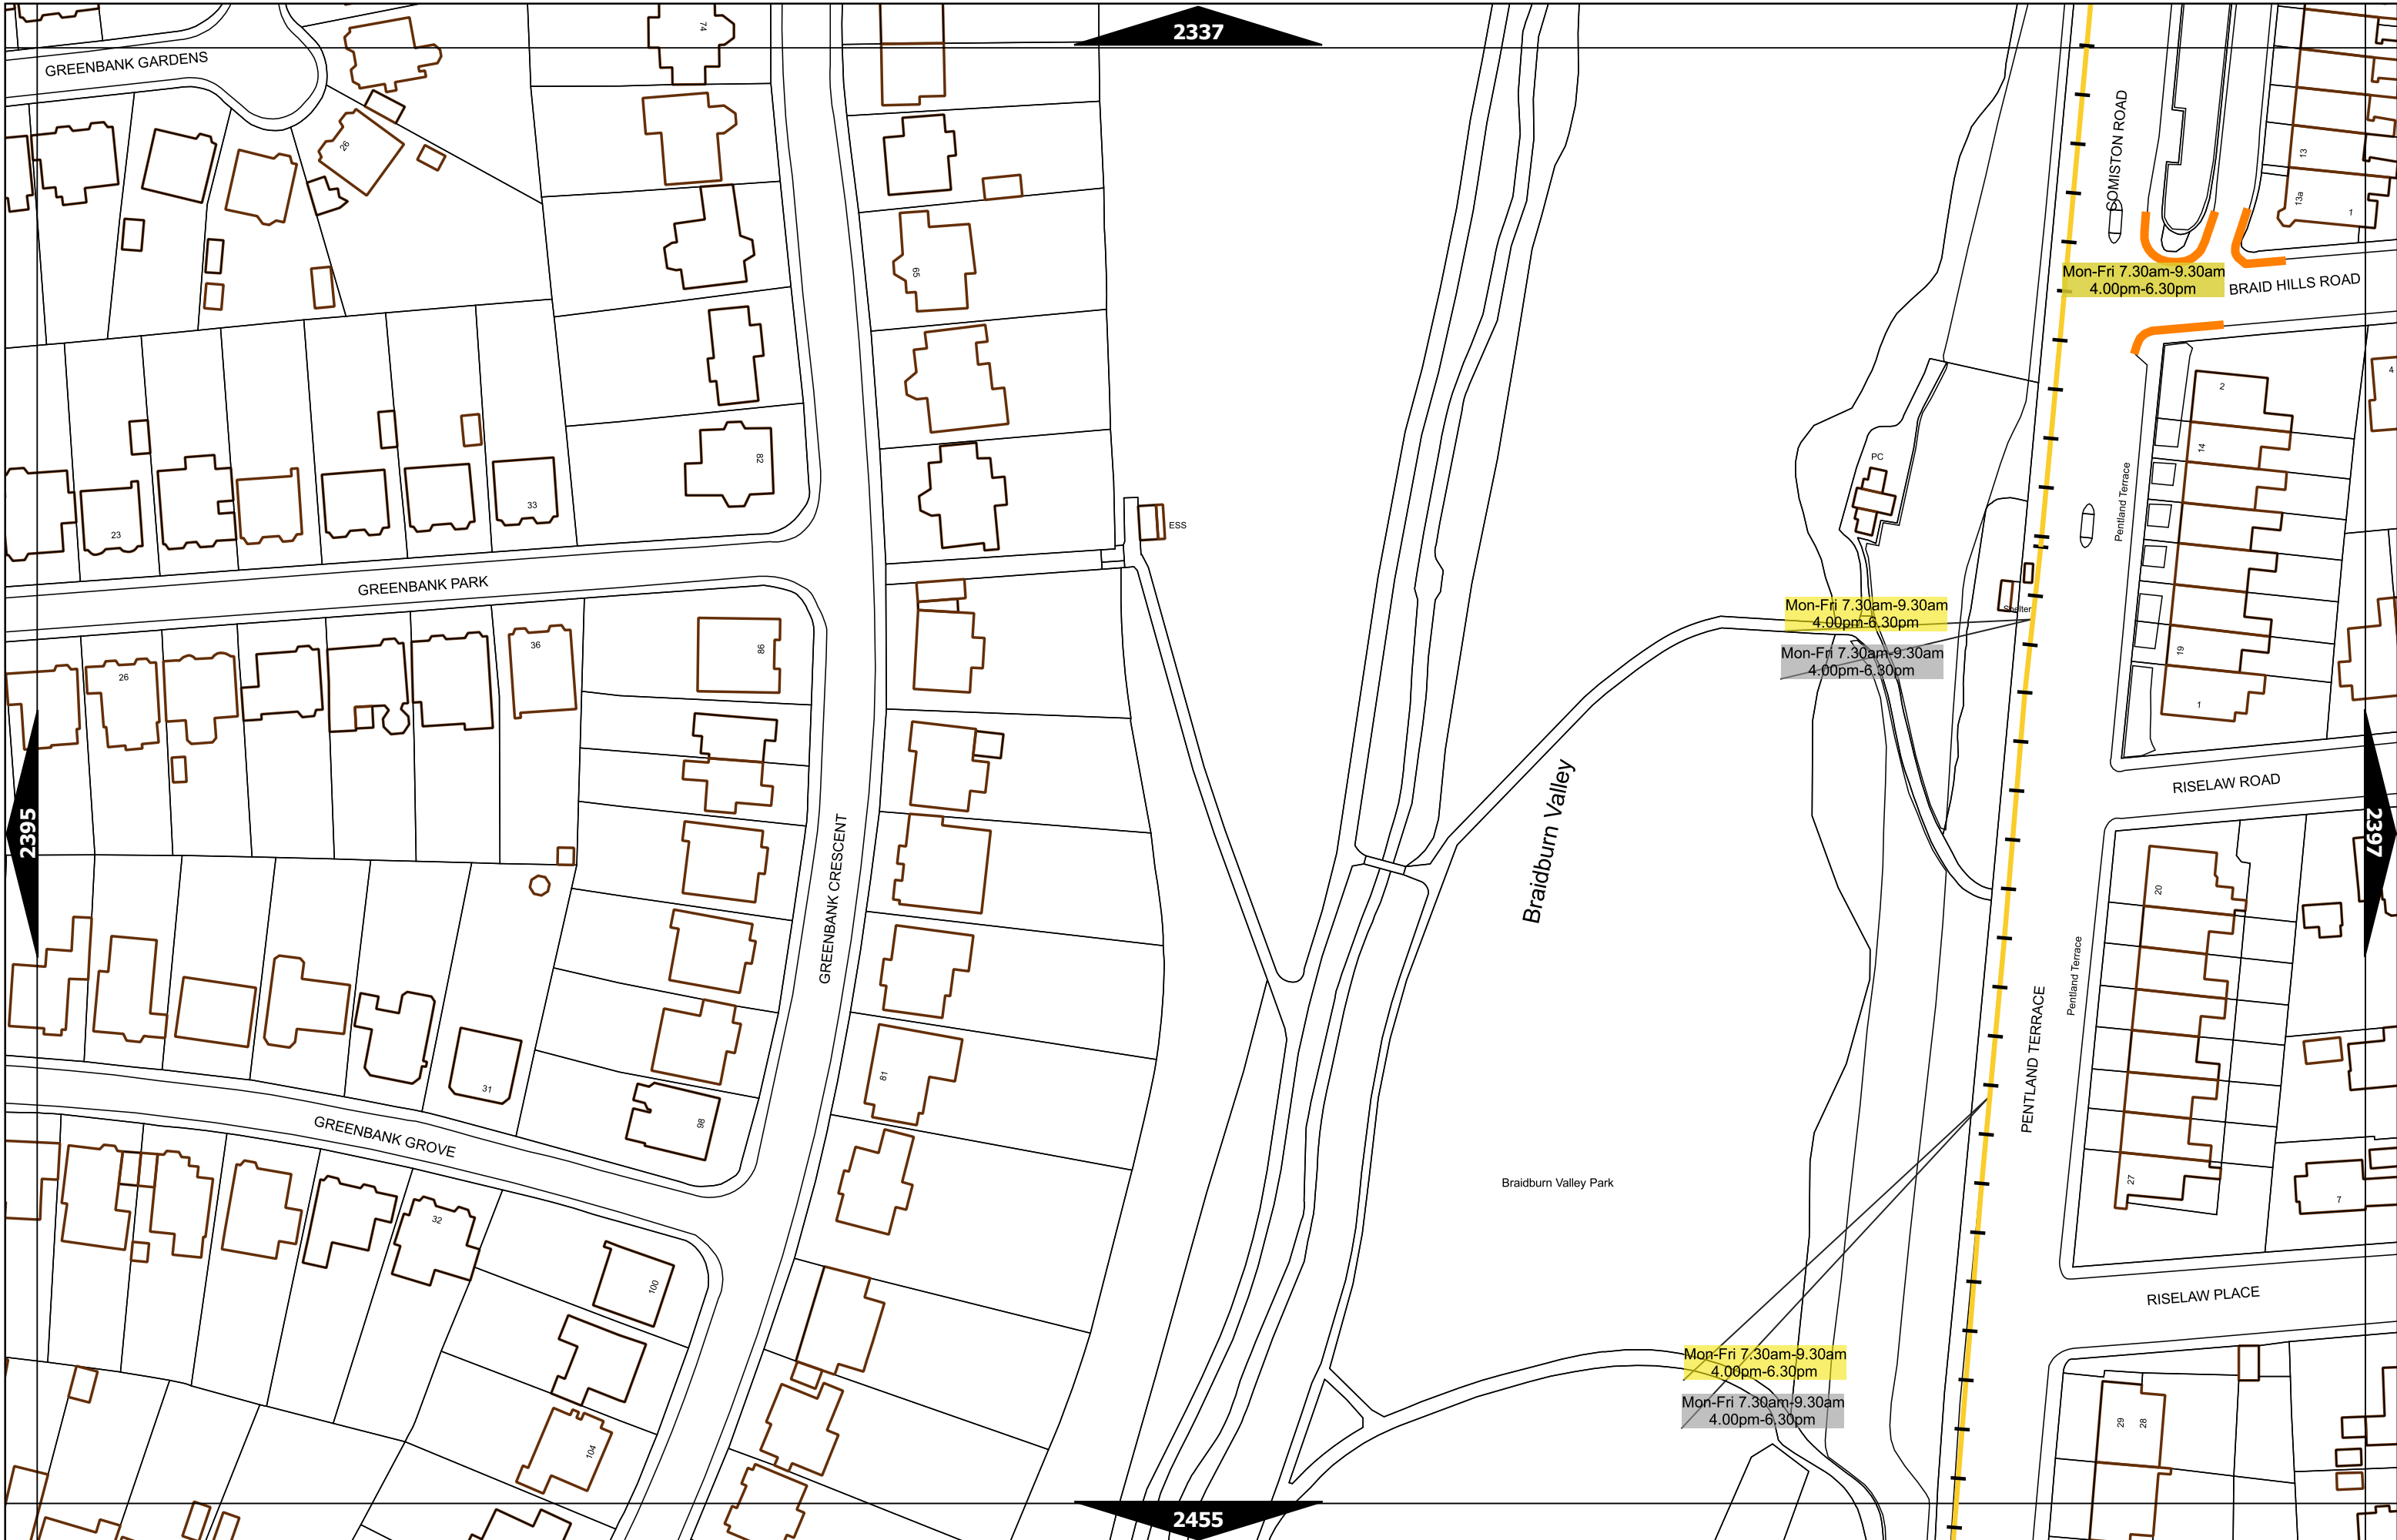 2337
74
GREENBANK GARDENS
COMISTON ROAD
13
13a
1
26
65
Mon-Fri 7.30am-9.30am
4.00pm-6.30pm
BRAID HILLS ROAD
2
4
14
82
PC
Pentland Terrace
33
23
ESS
GREENBANK PARK
Mon-Fri 7.30am-9.30am
4.00pm-6.30pm
Shelter
36
86
26
Mon-Fri 7.30am-9.30am
4.00pm-6.30pm
19
1
RISELAW ROAD
2395
2397
Braidburn Valley
GREENBANK CRESCENT
20
Pentland Terrace
PENTLAND TERRACE
81
31
98
GREENBANK GROVE
Braidburn Valley Park
27
7
32
100
RISELAW PLACE
Mon-Fri 7.30am-9.30am
4.00pm-6.30pm
Mon-Fri 7.30am-9.30am
4.00pm-6.30pm
29
28
104
2455